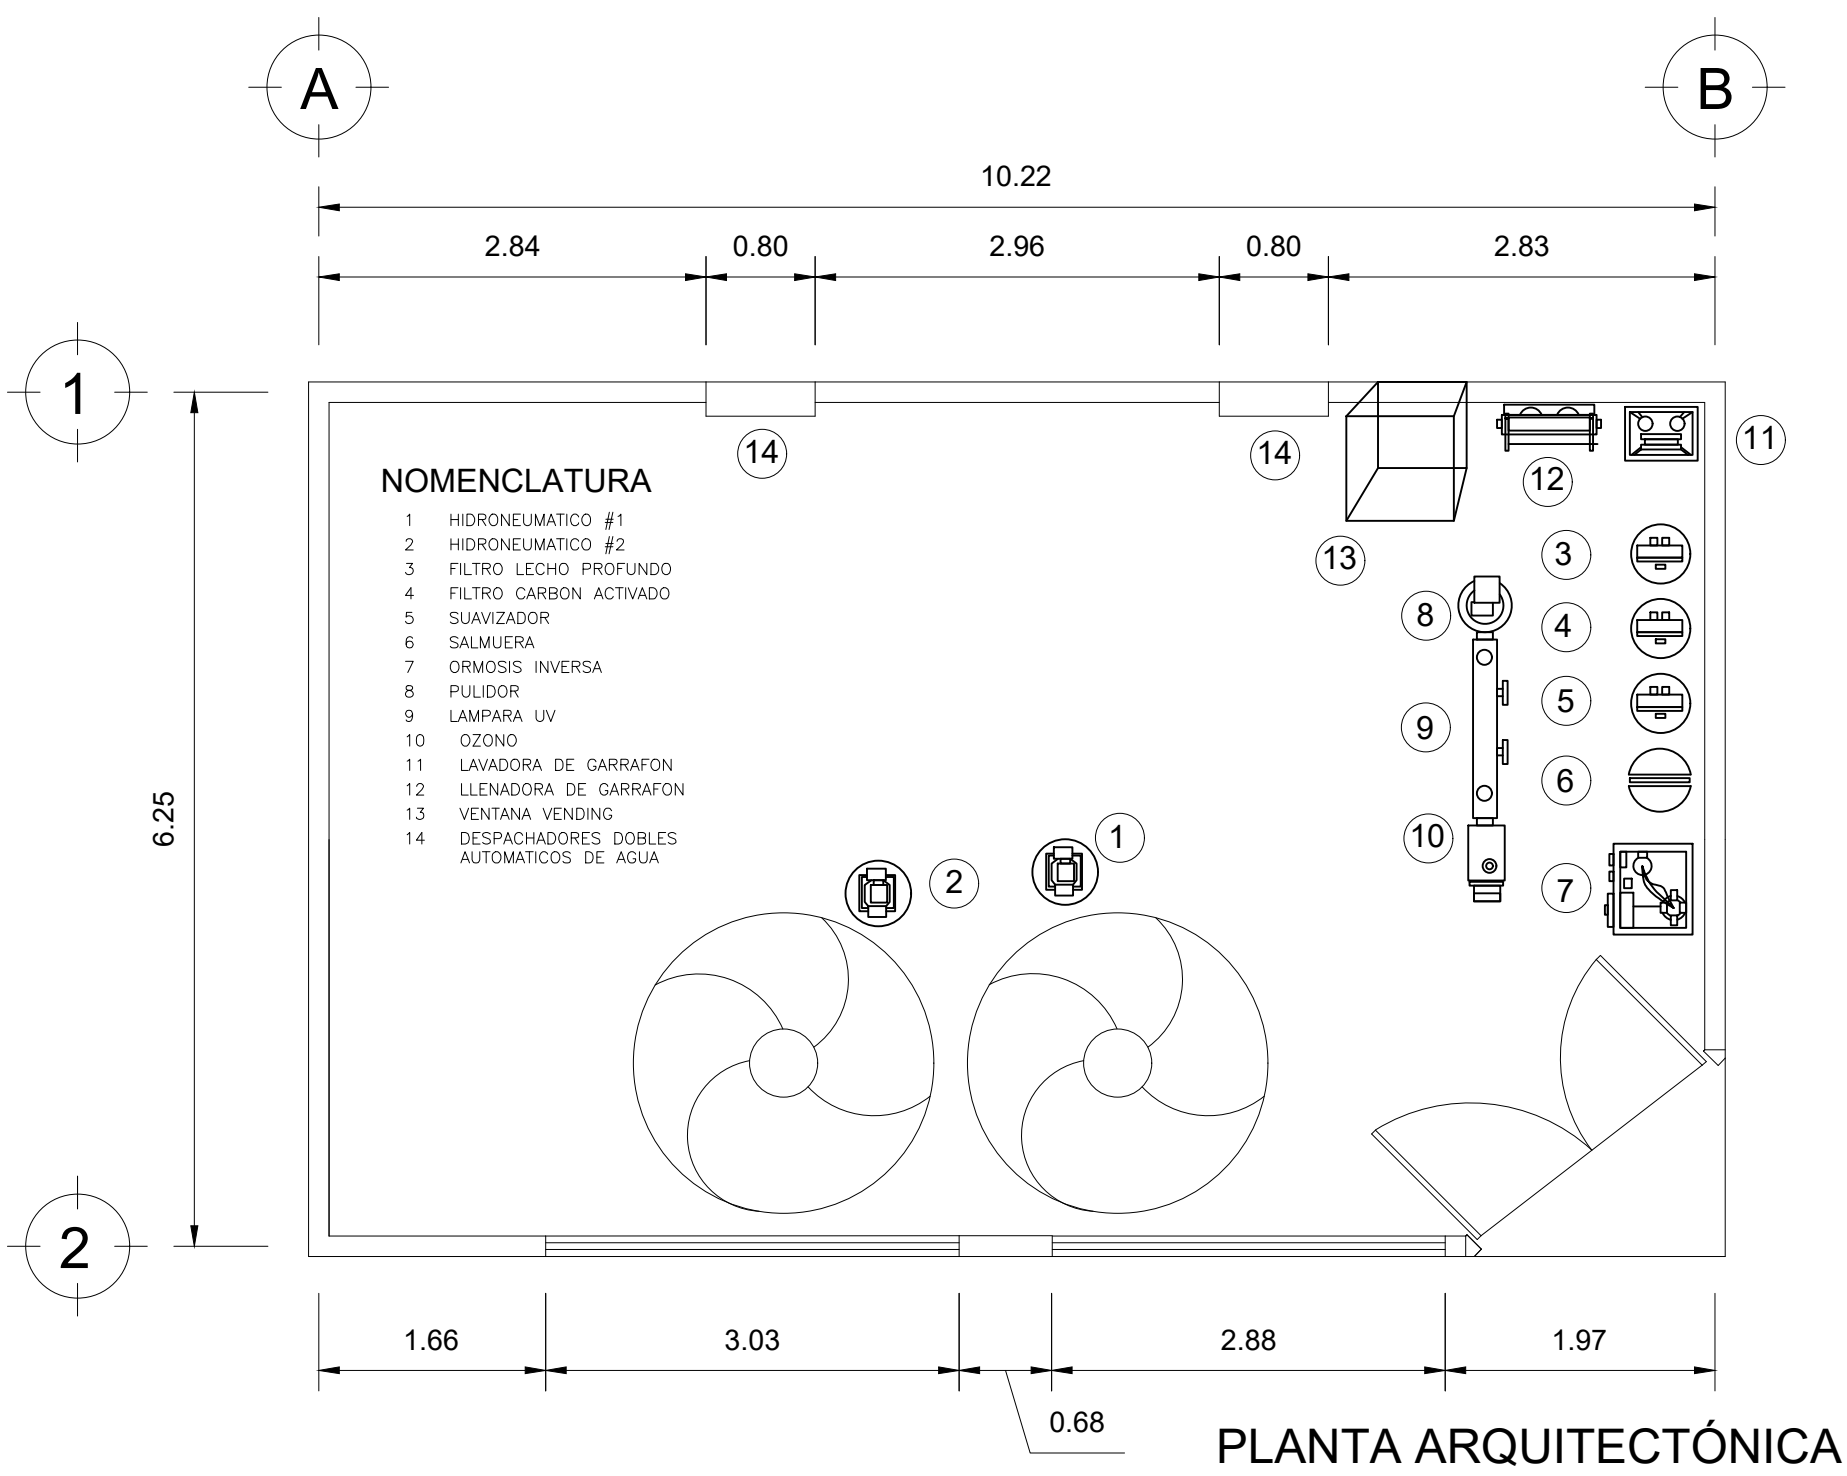 A
B
10.22
2.84
0.80
2.96
0.80
2.83
1
14
14
11
12
NOMENCLATURA
1 HIDRONEUMATICO #1
2 HIDRONEUMATICO #2
3 FILTRO LECHO PROFUNDO
4 FILTRO CARBON ACTIVADO
5 SUAVIZADOR
6 SALMUERA
7 ORMOSIS INVERSA
8 PULIDOR
9 LAMPARA UV
10 OZONO
11 LAVADORA DE GARRAFON
12 LLENADORA DE GARRAFON
13 VENTANA VENDING
14 DESPACHADORES DOBLES
AUTOMATICOS DE AGUA
13
3
8
4
5
9
6
6.25
1
10
2
7
2
1.66
3.03
2.88
1.97
0.68
PLANTA ARQUITECTÓNICA